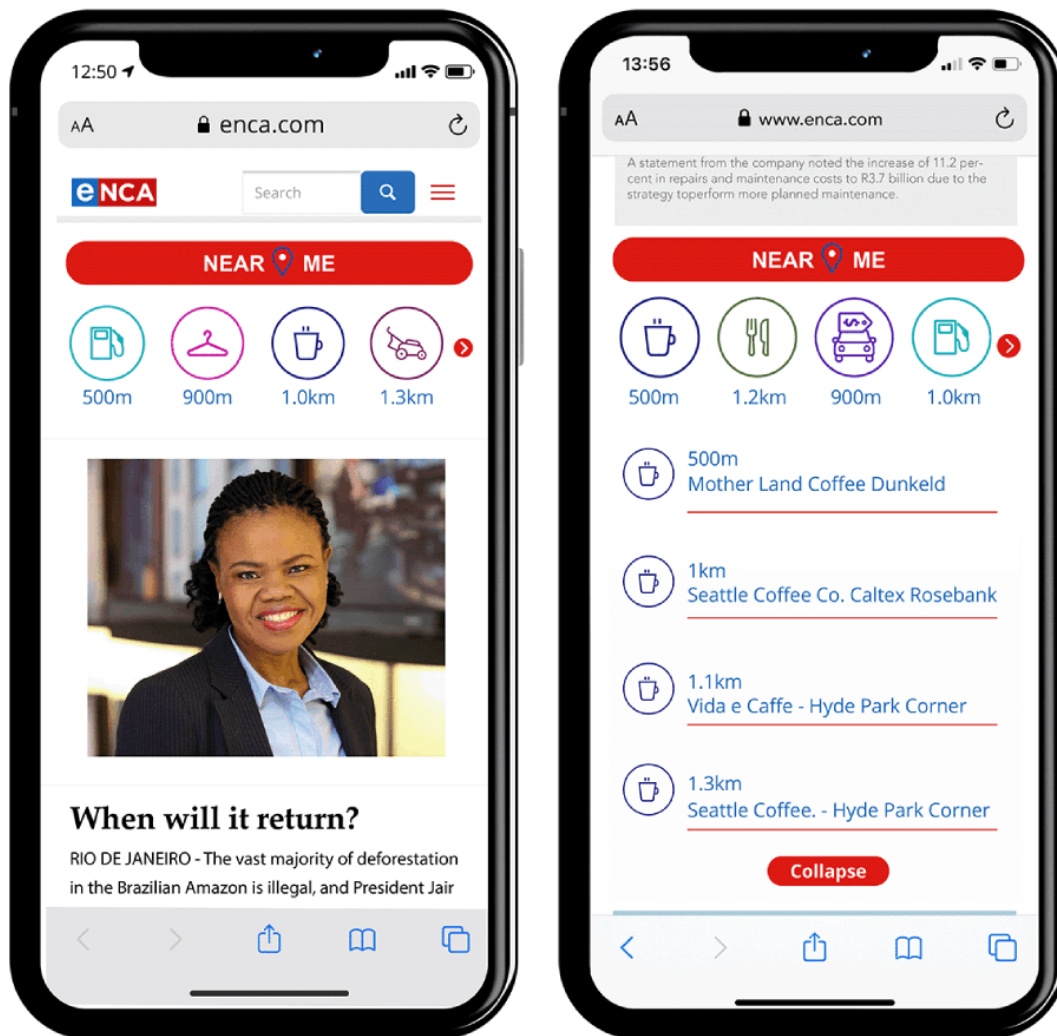 12:50
AA enca.com
eNCA Search
NEAR ME
500m 900m 1.0km 1.3km
When will it return?
RIO DE JANEIRO - The vast majority of deforestation
in the Brazilian Amazon is illegal, and President Jair
13:56
AA www.enca.com
A statement from the company noted the increase of 11.2 per-
cent in repairs and maintenance costs to R3.7 billion due to the
strategy toperform more planned maintenance.
NEAR ME
500m 1.2km 900m 1.0km
500m
Mother Land Coffee Dunkeld
1km
Seattle Coffee Co. Caltex Rosebank
1.1km
Vida e Caffe - Hyde Park Corner
1.3km
Seattle Coffee. - Hyde Park Corner
Collapse